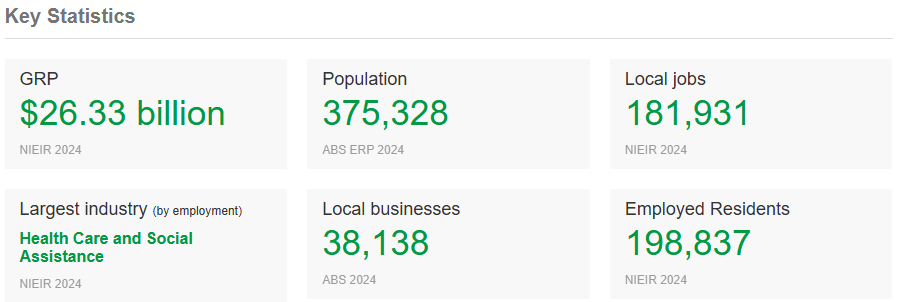 Key Statistics
GRP
$26.33 billion
NIEIR 2024
Population
375,328
ABS ERP 2024
Local jobs
181,931
NIEIR 2024
Largest industry (by employment)
Health Care and Social
Assistance
NIEIR 2024
Local businesses
38,138
ABS 2024
Employed Residents
198,837
NIEIR 2024